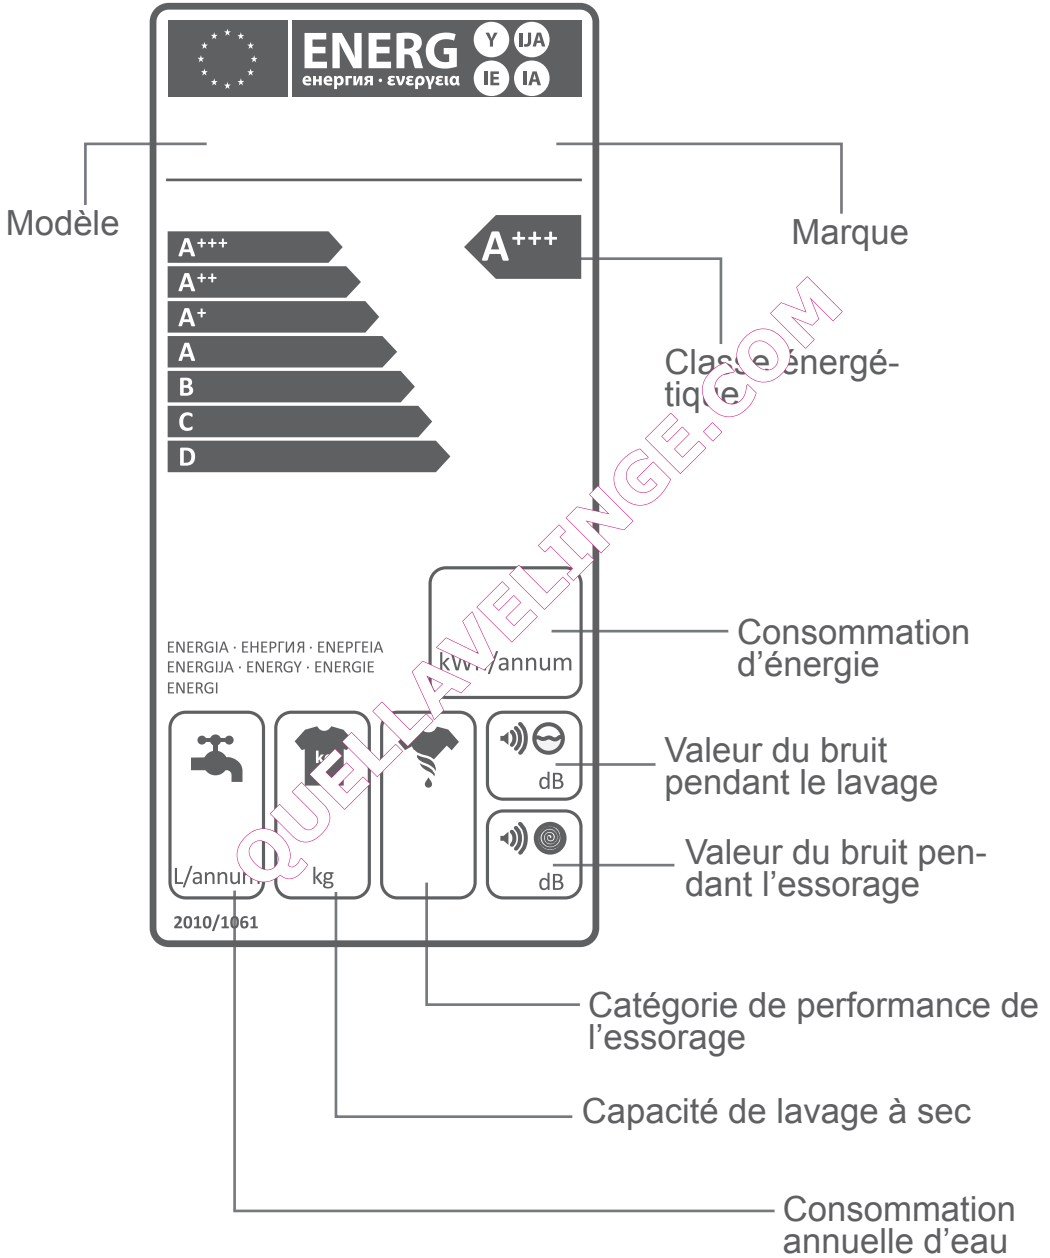 ENERG Y IJA
енергия · ενεργεια IE IA
Modèle
Marque
A+++
A+++
A++
A+
A
B
C
D
Classe énergé-
tique
ENERGIA · ЕНЕРГИЯ · ΕΝΕΡΓΕΙΑ
ENERGIJA · ENERGY · ENERGIE
ENERGI
kWh/annum
Consommation
d’énergie
kg
dB
Valeur du bruit
pendant le lavage
L/annum
kg
dB
Valeur du bruit pen-
dant l’essorage
2010/1061
Catégorie de performance de
l’essorage
Capacité de lavage à sec
Consommation
annuelle d’eau
QUELLAVELINGE.COM